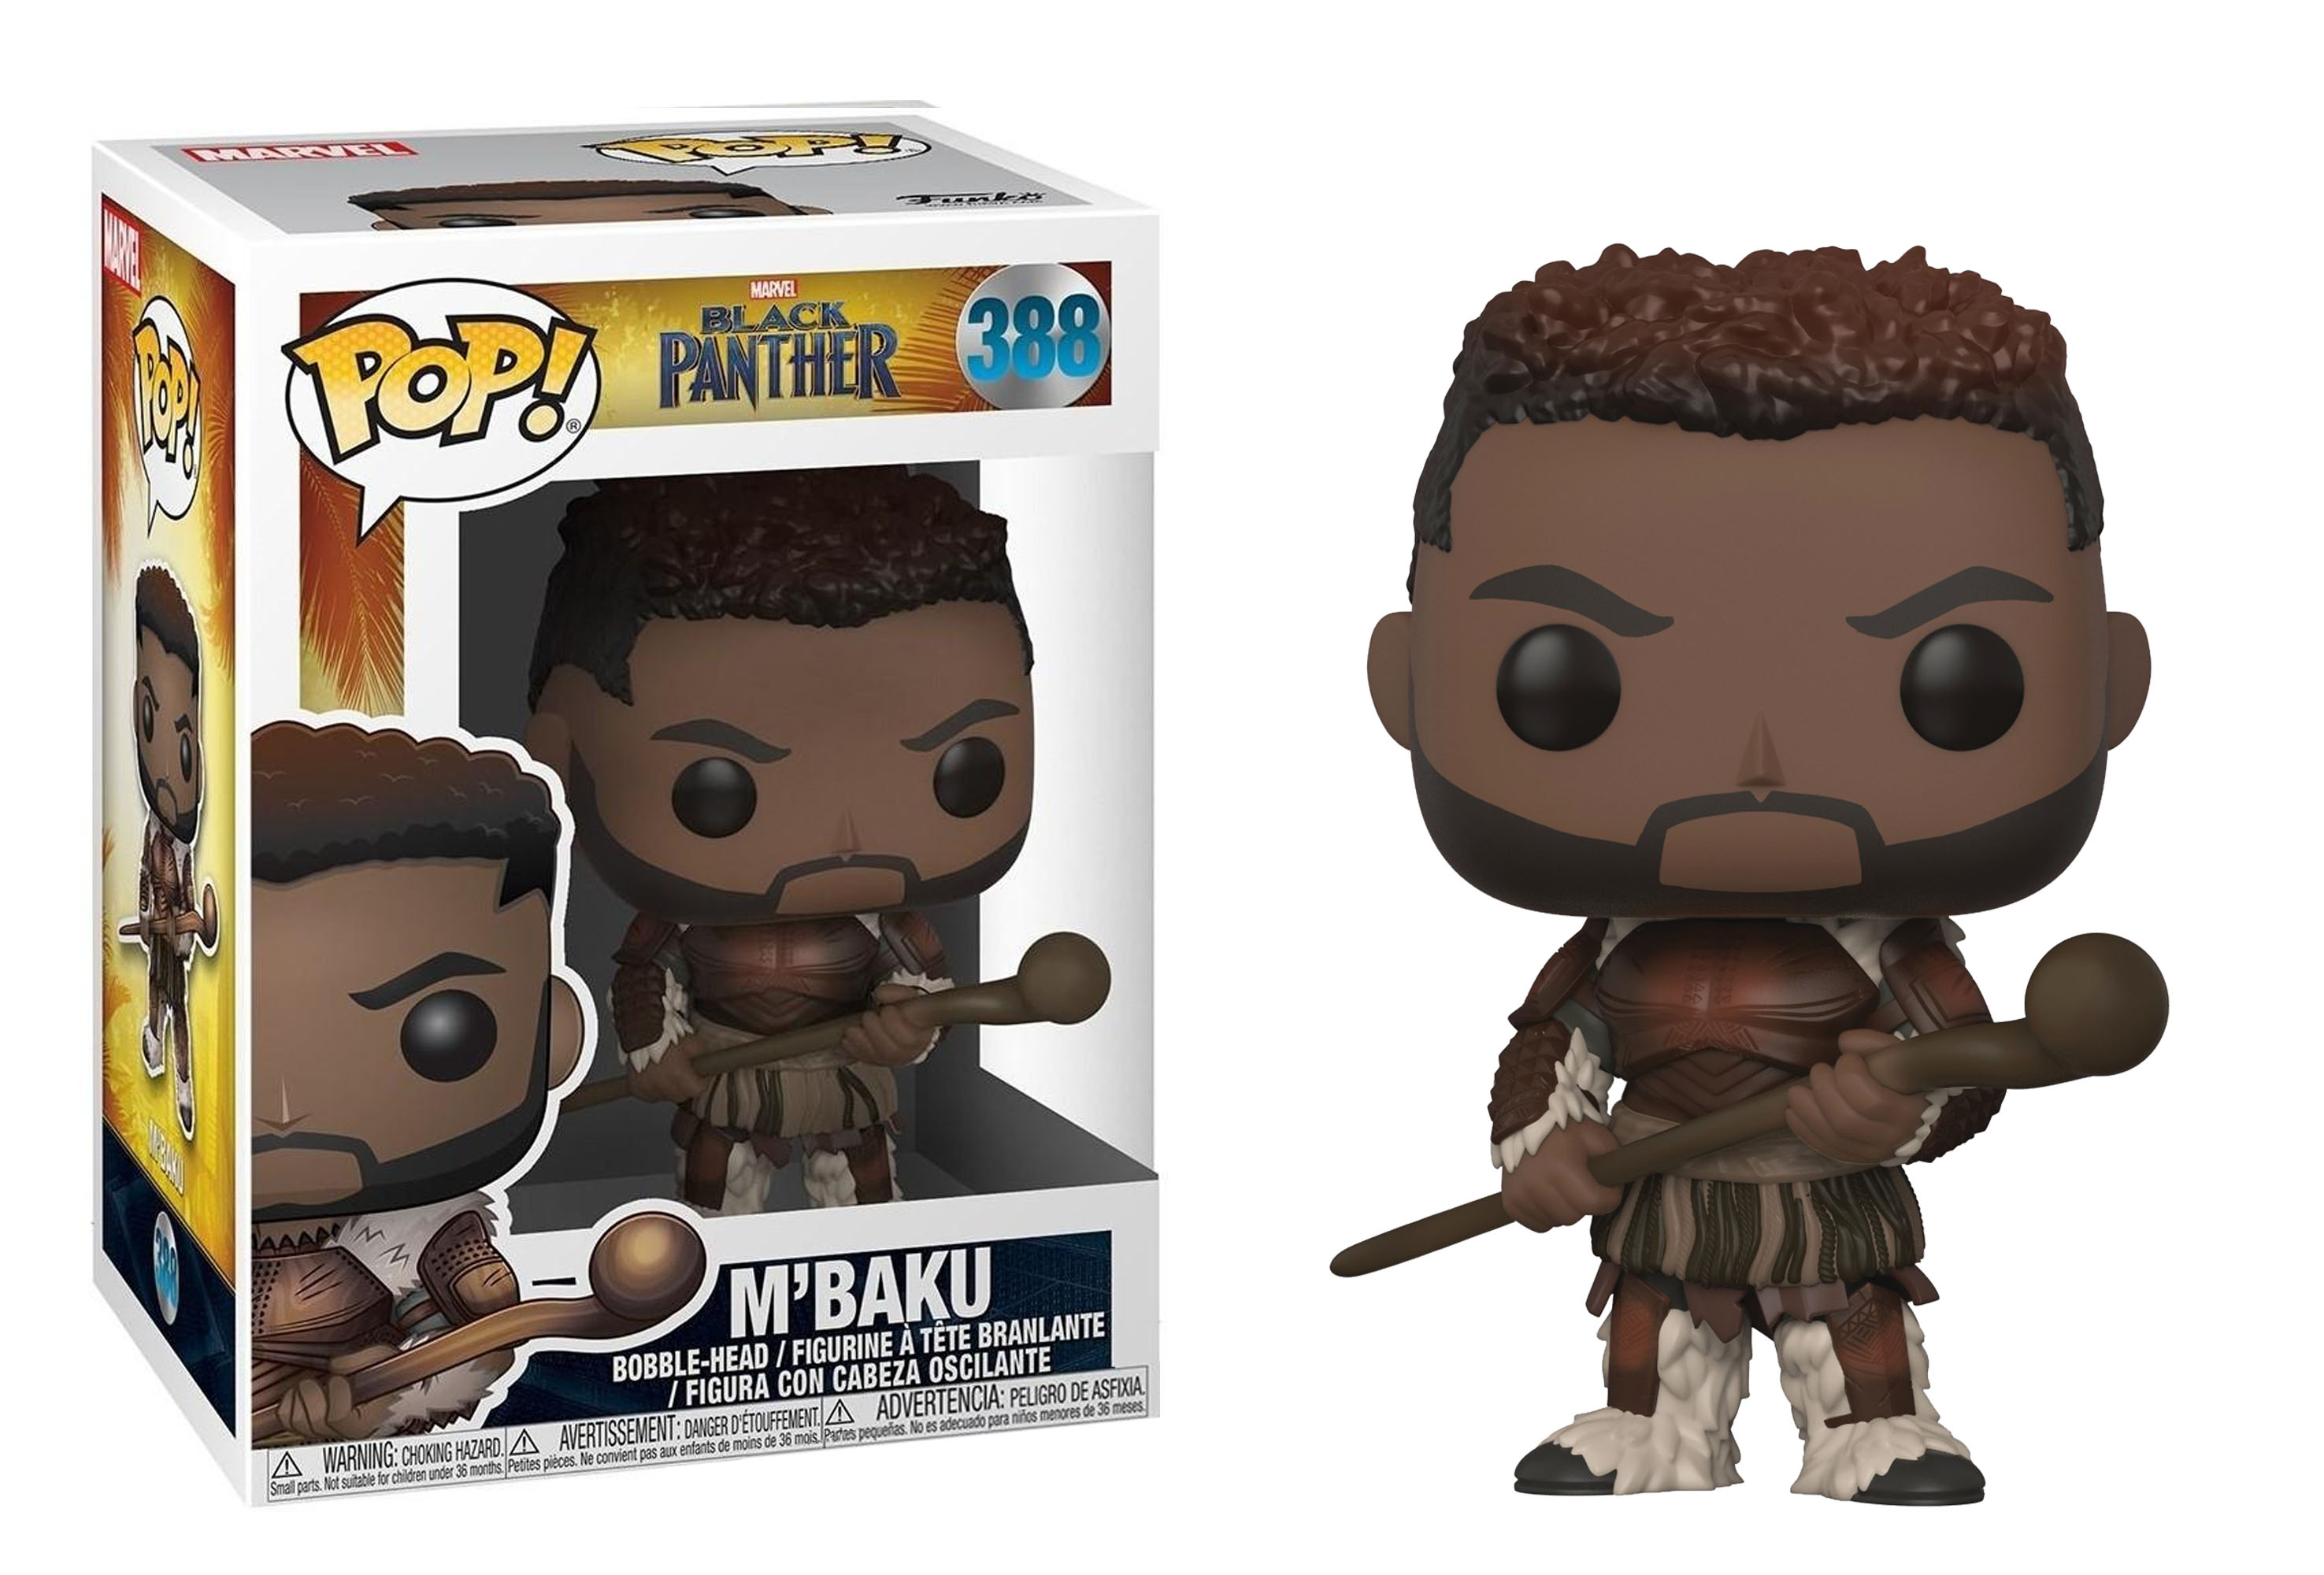 MARVEL
POP!
Funko
MARVEL
POP!
M'BAKU
388
POP!®
MARVEL
BLACK
PANTHER
388
M'BAKU
BOBBLE-HEAD / FIGURINE À TÊTE BRANLANTE
/ FIGURA CON CABEZA OSCILANTE
WARNING: CHOKING HAZARD.
Small parts. Not suitable for children under 36 months.
AVERTISSEMENT: DANGER D'ÉTOUFFEMENT.
Petites pièces. Ne convient pas aux enfants de moins de 36 mois.
ADVERTENCIA: PELIGRO DE ASFIXIA.
Partes pequeñas. No es adecuado para niños menores de 36 meses.